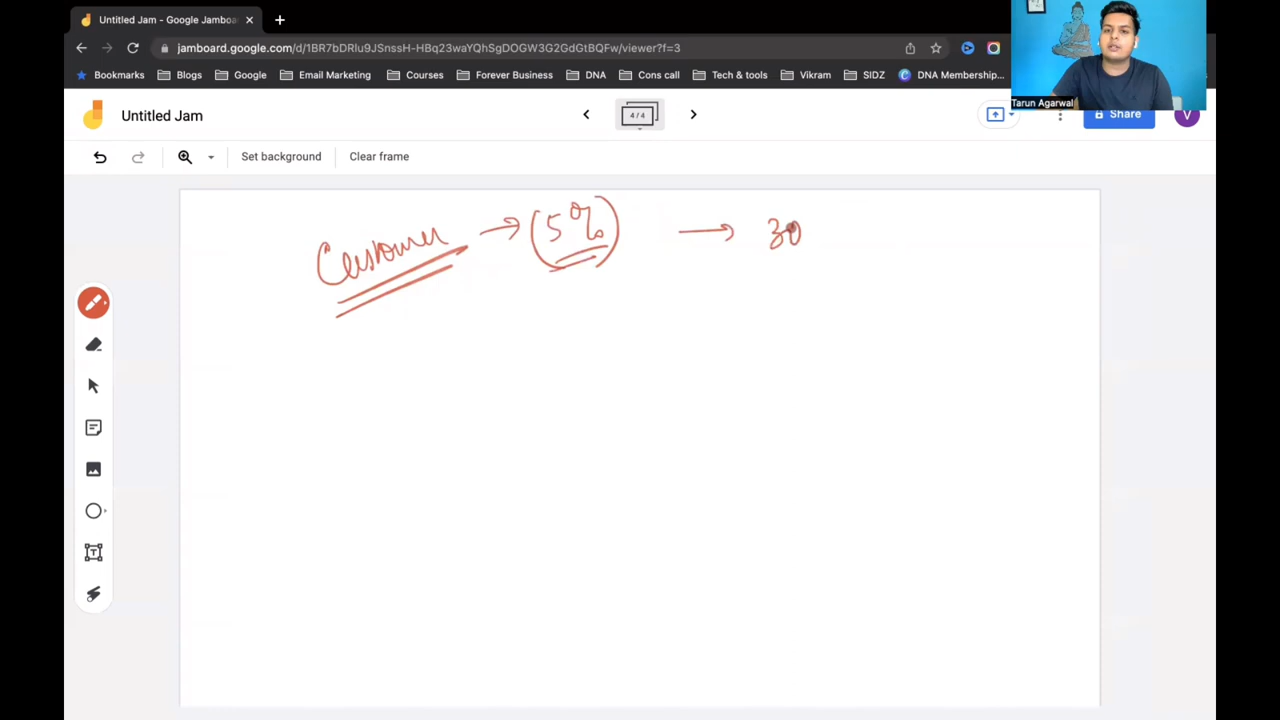 Untitled Jam - Google Jamboa
jamboard.google.com/d/1BR7bDRlu9JSnssH-HBq23waYQhSgDOGW3G2GdGtBQFw/viewer?f=3
Bookmarks Blogs Google Email Marketing Courses Forever Business DNA Cons call Tech & tools Vikram SIDZ DNA Membership...
Tarun Agarwal
Untitled Jam 4 / 4 Share V
Set background Clear frame
Customer → (5%) → 30